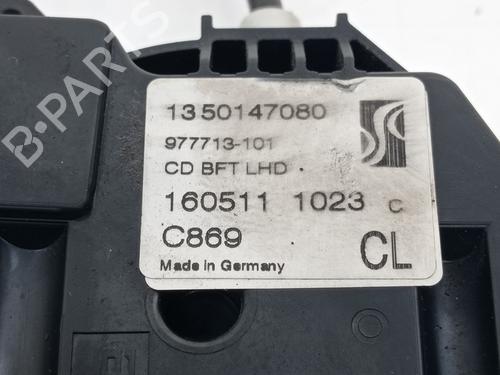 1350147080
977713-101
CD BFT LHD
160511 1023 C
C869
CL
Made in Germany
B-PARTS